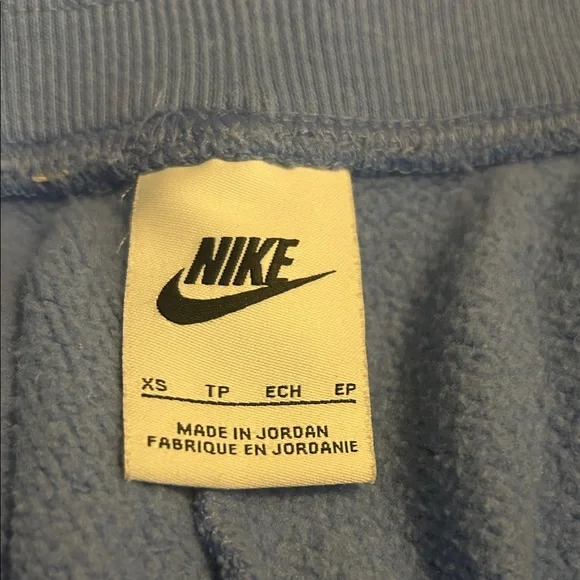 NIKE
XS TP ECH EP
MADE IN JORDAN
FABRIQUE EN JORDANIE